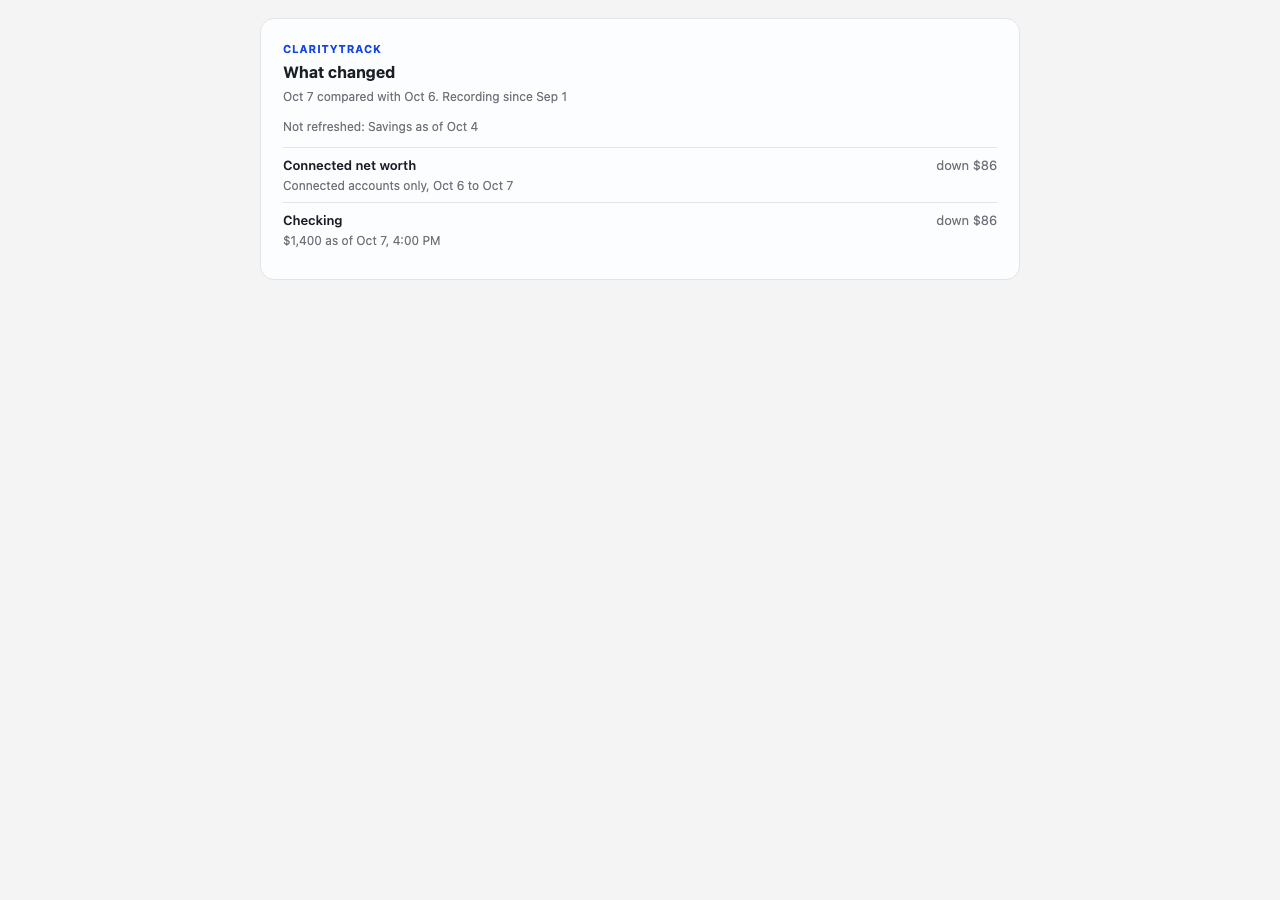 CLARITYTRACK
What changed
Oct 7 compared with Oct 6. Recording since Sep 1
Not refreshed: Savings as of Oct 4
Connected net worth down $86
Connected accounts only, Oct 6 to Oct 7
Checking down $86
$1,400 as of Oct 7, 4:00 PM